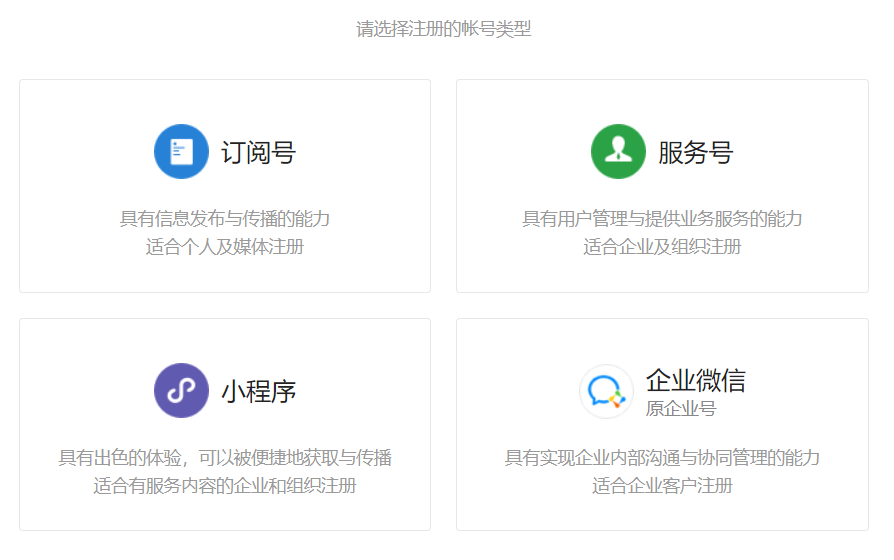 请选择注册的帐号类型
订阅号
具有信息发布与传播的能力
适合个人及媒体注册
服务号
具有用户管理与提供业务服务的能力
适合企业及组织注册
小程序
具有出色的体验，可以被便捷地获取与传播
适合有服务内容的企业和组织注册
企业微信
原企业号
具有实现企业内部沟通与协同管理的能力
适合企业客户注册